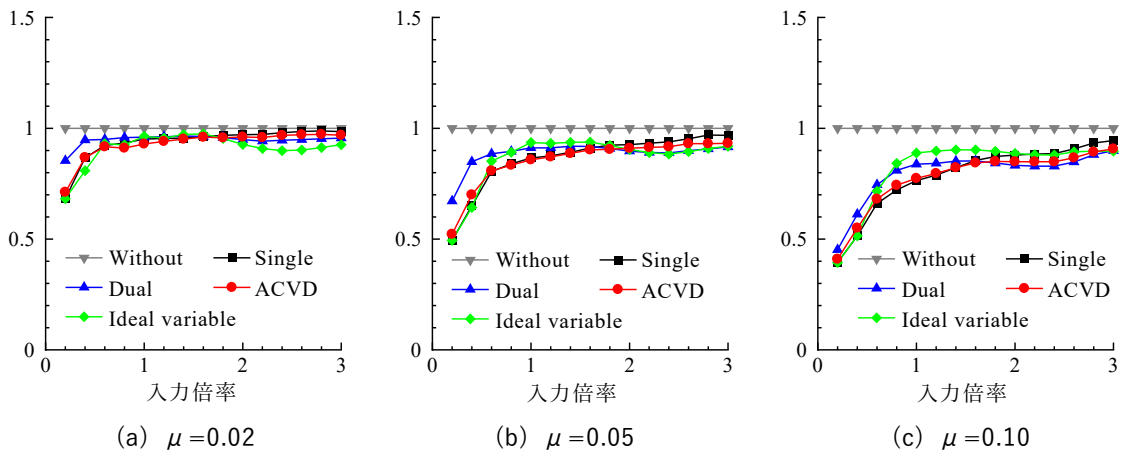 1.5
1
0.5
0
Without
Single
Dual
ACVD
Ideal variable
0 1 2 3
入力倍率
(a) μ=0.02
1.5
1
0.5
0
Without
Single
Dual
ACVD
Ideal variable
0 1 2 3
入力倍率
(b) μ=0.05
1.5
1
0.5
0
Without
Single
Dual
ACVD
Ideal variable
0 1 2 3
入力倍率
(c) μ=0.10